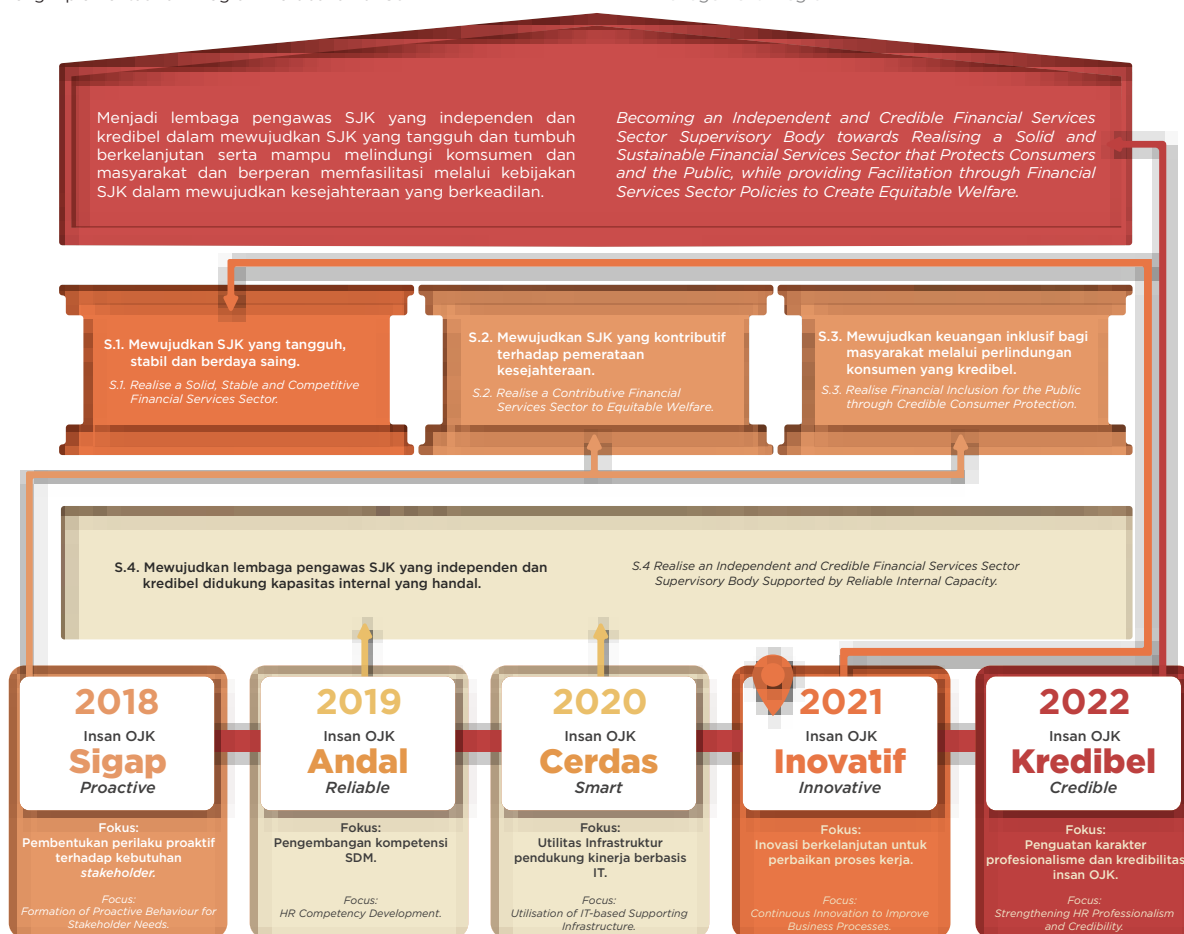 Menjadi lembaga pengawas SJK yang independen dan
kredibel dalam mewujudkan SJK yang tangguh dan tumbuh
berkelanjutan serta mampu melindungi komsumen dan
masyarakat dan berperan memfasilitasi melalui kebijakan
SJK dalam mewujudkan kesejahteraan yang berkeadilan.
Becoming an Independent and Credible Financial Services
Sector Supervisory Body towards Realising a Solid and
Sustainable Financial Services Sector that Protects Consumers
and the Public, while providing Facilitation through Financial
Services Sector Policies to Create Equitable Welfare.
S.1. Mewujudkan SJK yang tangguh,
stabil dan berdaya saing.
S.1. Realise a Solid, Stable and Competitive
Financial Services Sector.
S.2. Mewujudkan SJK yang kontributif
terhadap pemerataan
kesejahteraan.
S.2. Realise a Contributive Financial
Services Sector to Equitable Welfare.
S.3. Mewujudkan keuangan inklusif bagi
masyarakat melalui perlindungan
konsumen yang kredibel.
S.3. Realise Financial Inclusion for the Public
through Credible Consumer Protection.
S.4. Mewujudkan lembaga pengawas SJK yang independen dan
kredibel didukung kapasitas internal yang handal.
S.4 Realise an Independent and Credible Financial Services Sector
Supervisory Body Supported by Reliable Internal Capacity.
2018
Insan OJK
Sigap
Proactive
Fokus:
Pembentukan perilaku proaktif
terhadap kebutuhan
stakeholder.
Focus:
Formation of Proactive Behaviour for
Stakeholder Needs.
2019
Insan OJK
Andal
Reliable
Fokus:
Pengembangan kompetensi
SDM.
Focus:
HR Competency Development.
2020
Insan OJK
Cerdas
Smart
Fokus:
Utilitas Infrastruktur
pendukung kinerja berbasis
IT.
Focus:
Utilisation of IT-based Supporting
Infrastructure.
2021
Insan OJK
Inovatif
Innovative
Fokus:
Inovasi berkelanjutan untuk
perbaikan proses kerja.
Focus:
Continuous Innovation to Improve
Business Processes.
2022
Insan OJK
Kredibel
Credible
Fokus:
Penguatan karakter
profesionalisme dan kredibilitas
insan OJK.
Focus:
Strengthening HR Professionalism
and Credibility.